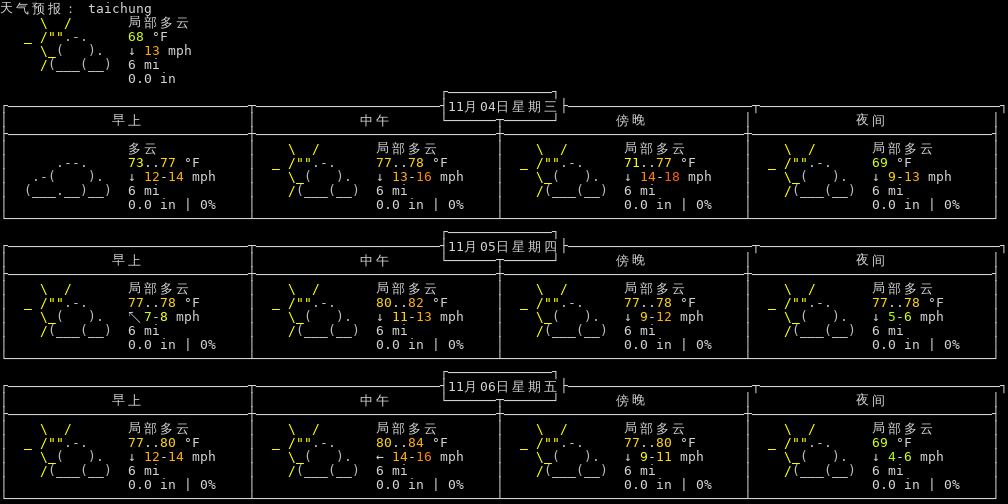 天气预报： taichung
局部多云
68 °F
↓ 13 mph
6 mi
0.0 in
11月04日星期三
早上 中午 傍晚 夜间
多云 局部多云 局部多云 局部多云
73..77 °F 77..78 °F 71..77 °F 69 °F
↓ 12-14 mph ↓ 13-16 mph ↓ 14-18 mph ↓ 9-13 mph
6 mi 6 mi 6 mi 6 mi
0.0 in | 0% 0.0 in | 0% 0.0 in | 0% 0.0 in | 0%
11月05日星期四
早上 中午 傍晚 夜间
局部多云 局部多云 局部多云 局部多云
77..78 °F 80..82 °F 77..78 °F 77..78 °F
↖ 7-8 mph ↓ 11-13 mph ↓ 9-12 mph ↓ 5-6 mph
6 mi 6 mi 6 mi 6 mi
0.0 in | 0% 0.0 in | 0% 0.0 in | 0% 0.0 in | 0%
11月06日星期五
早上 中午 傍晚 夜间
局部多云 局部多云 局部多云 局部多云
77..80 °F 80..84 °F 77..80 °F 69 °F
↓ 12-14 mph ← 14-16 mph ↓ 9-11 mph ↓ 4-6 mph
6 mi 6 mi 6 mi 6 mi
0.0 in | 0% 0.0 in | 0% 0.0 in | 0% 0.0 in | 0%